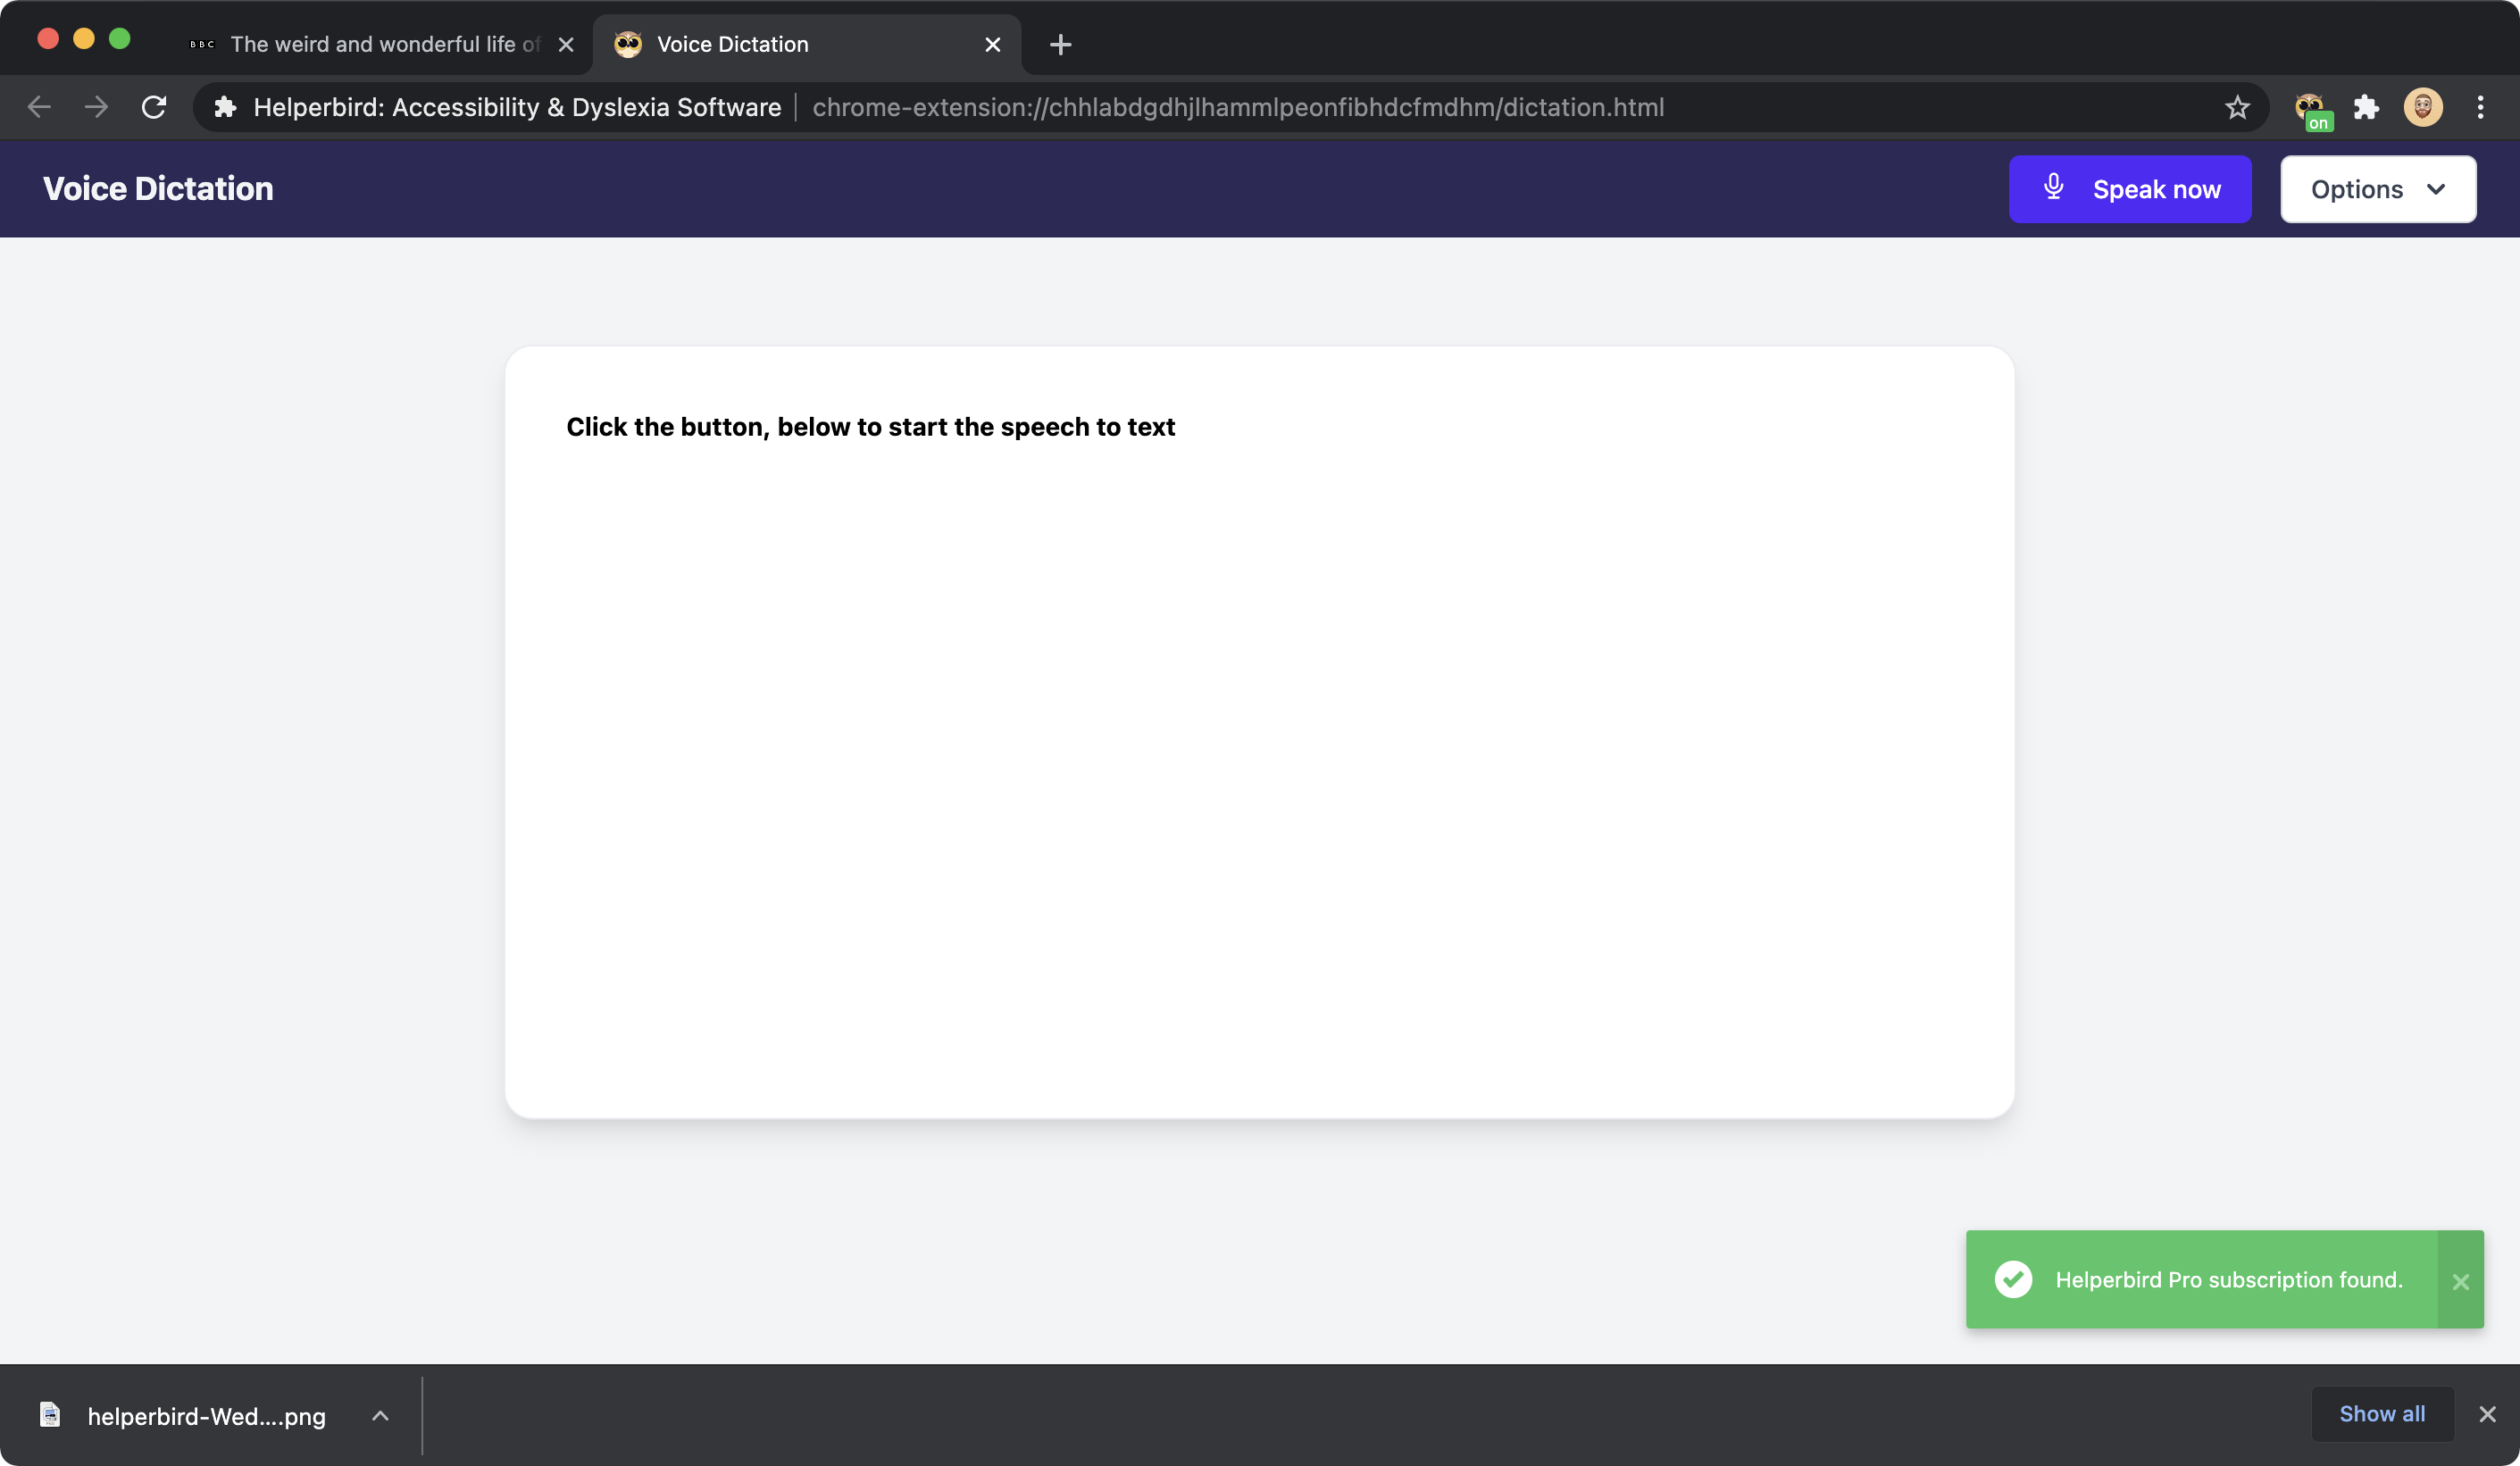 BBC The weird and wonderful life of
Voice Dictation
Helperbird: Accessibility & Dyslexia Software
chrome-extension://chhlabdgdhjlhammlpeonfibhdcfmdhm/dictation.html
on
Voice Dictation
Speak now
Options
Click the button, below to start the speech to text
Helperbird Pro subscription found.
helperbird-Wed....png
Show all